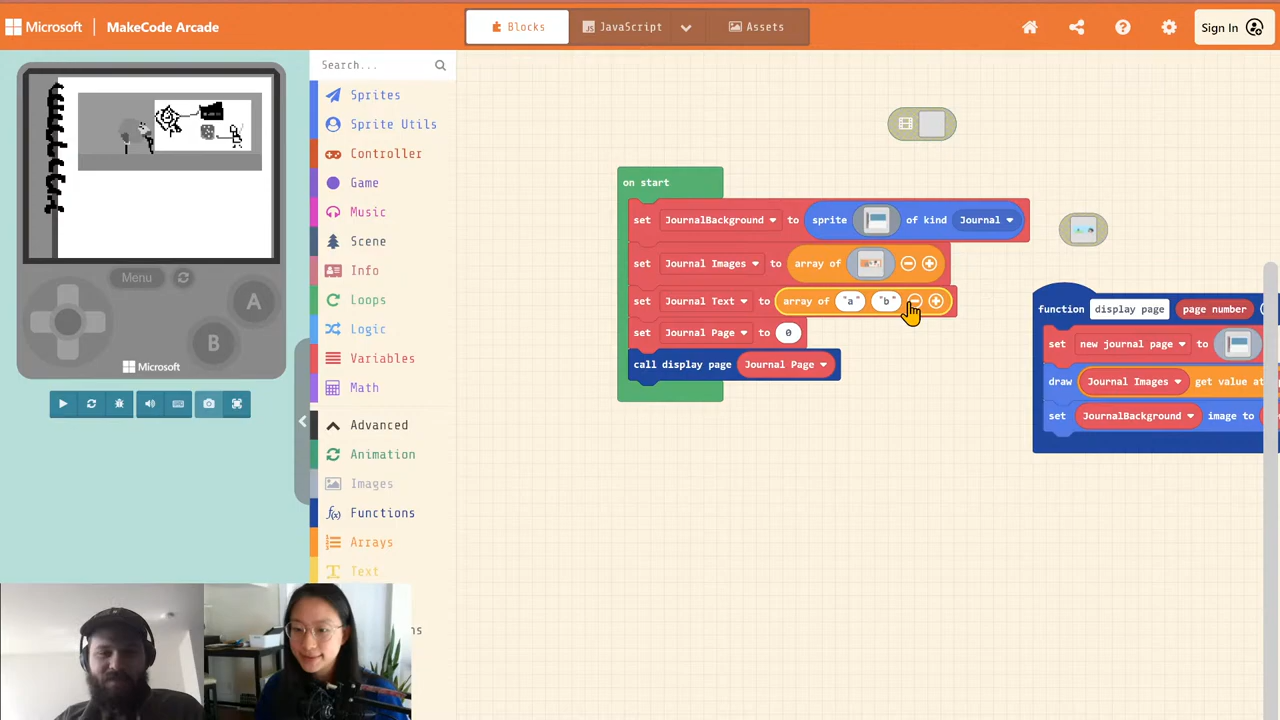 Microsoft MakeCode Arcade Blocks JavaScript Assets Sign In
Search...
Sprites
Sprite Utils
Controller
Game
Music
Scene
Info
Loops
Logic
Variables
Math
Advanced
Animation
Images
Functions
Arrays
Text
ns
Menu
A
B
Microsoft
on start
set JournalBackground to sprite of kind Journal
set Journal Images to array of
set Journal Text to array of "a" "b"
set Journal Page to 0
call display page Journal Page
function display page page number
set new journal page to
draw Journal Images get value at
set JournalBackground image to